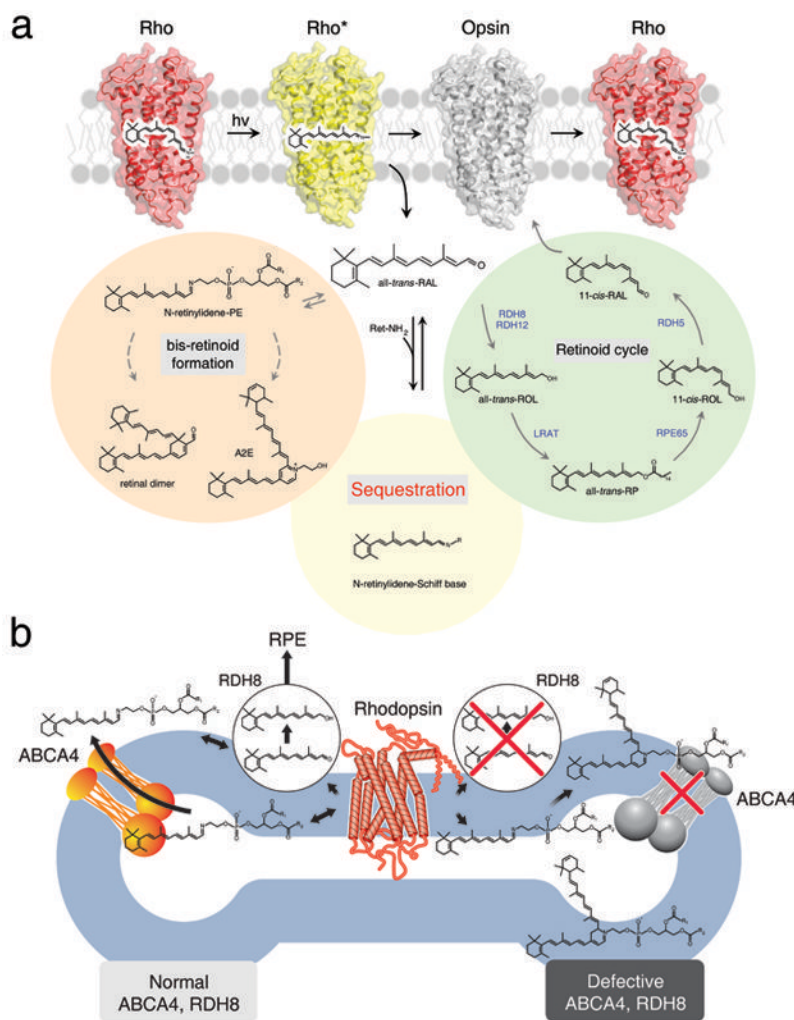 a
Rho
Rho*
Opsin
Rho
hν
all-trans-RAL
N-retinylidene-PE
bis-retinoid
formation
retinal dimer
A2E
Ret-NH2
Sequestration
N-retinylidene-Schiff base
11-cis-RAL
RDH8
RDH12
RDH5
Retinoid cycle
all-trans-ROL
11-cis-ROL
LRAT
RPE65
all-trans-RP
b
RPE
RDH8
RDH8
Rhodopsin
ABCA4
ABCA4
Normal
ABCA4, RDH8
Defective
ABCA4, RDH8